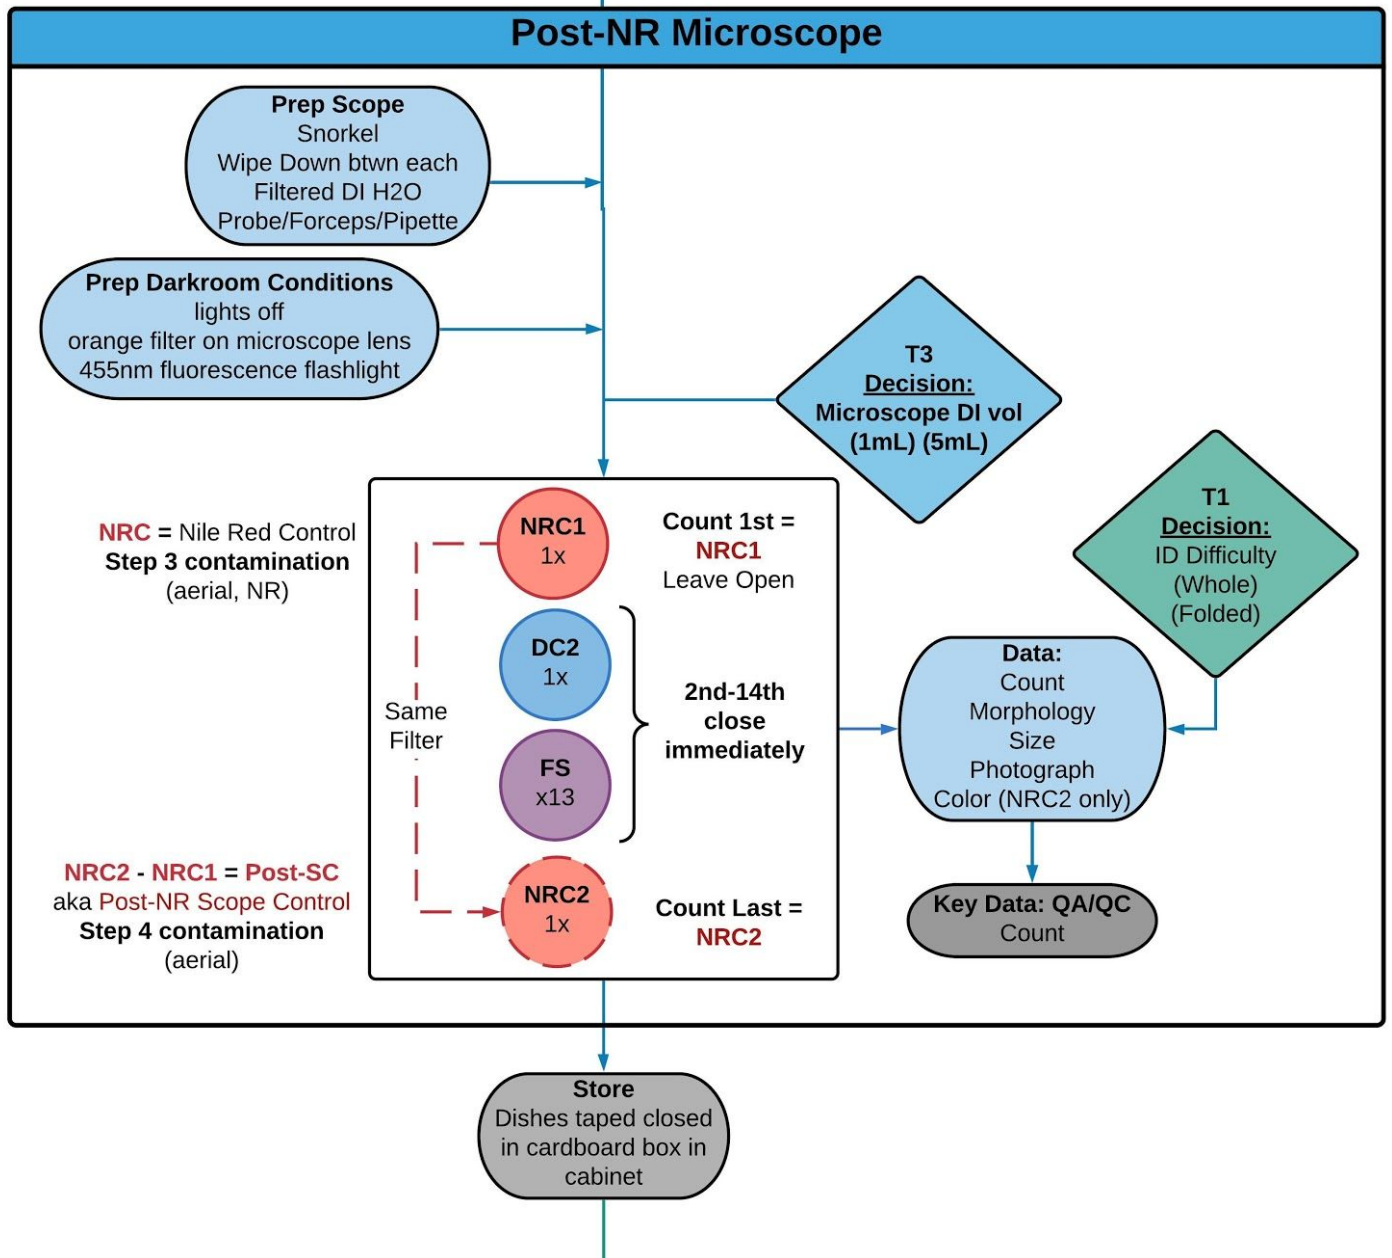 Post-NR Microscope
Prep Scope
Snorkel
Wipe Down btwn each
Filtered DI H2O
Probe/Forceps/Pipette
Prep Darkroom Conditions
lights off
orange filter on microscope lens
455nm fluorescence flashlight
T3
Decision:
Microscope DI vol
(1mL) (5mL)
T1
Decision:
ID Difficulty
(Whole)
(Folded)
NRC = Nile Red Control
Step 3 contamination
(aerial, NR)
NRC1
1x
Count 1st =
NRC1
Leave Open
DC2
1x
Same
Filter
2nd-14th
close
immediately
FS
x13
NRC2 - NRC1 = Post-SC
aka Post-NR Scope Control
Step 4 contamination
(aerial)
NRC2
1x
Count Last =
NRC2
Data:
Count
Morphology
Size
Photograph
Color (NRC2 only)
Key Data: QA/QC
Count
Store
Dishes taped closed
in cardboard box in
cabinet